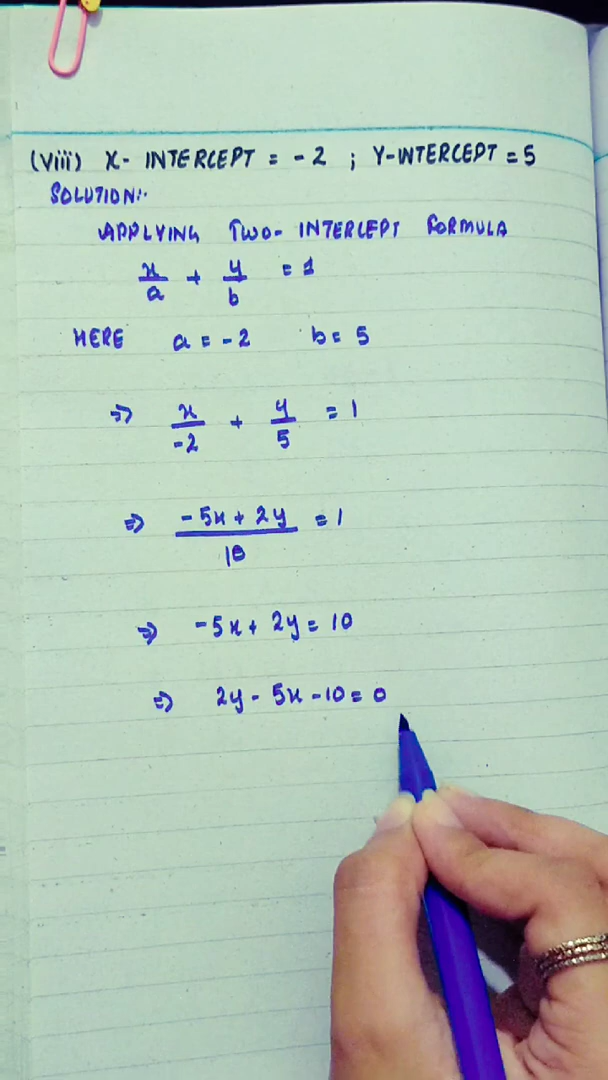 (viii) X- INTERCEPT = -2 ; Y-INTERCEPT = 5
SOLUTION:-
APPLYING TWO-INTERCEPT FORMULA
x/a + y/b = 1
HERE a = -2 b = 5
⇒ x/-2 + y/5 = 1
⇒ -5x + 2y/10 = 1
⇒ -5x + 2y = 10
⇒ 2y - 5x - 10 = 0